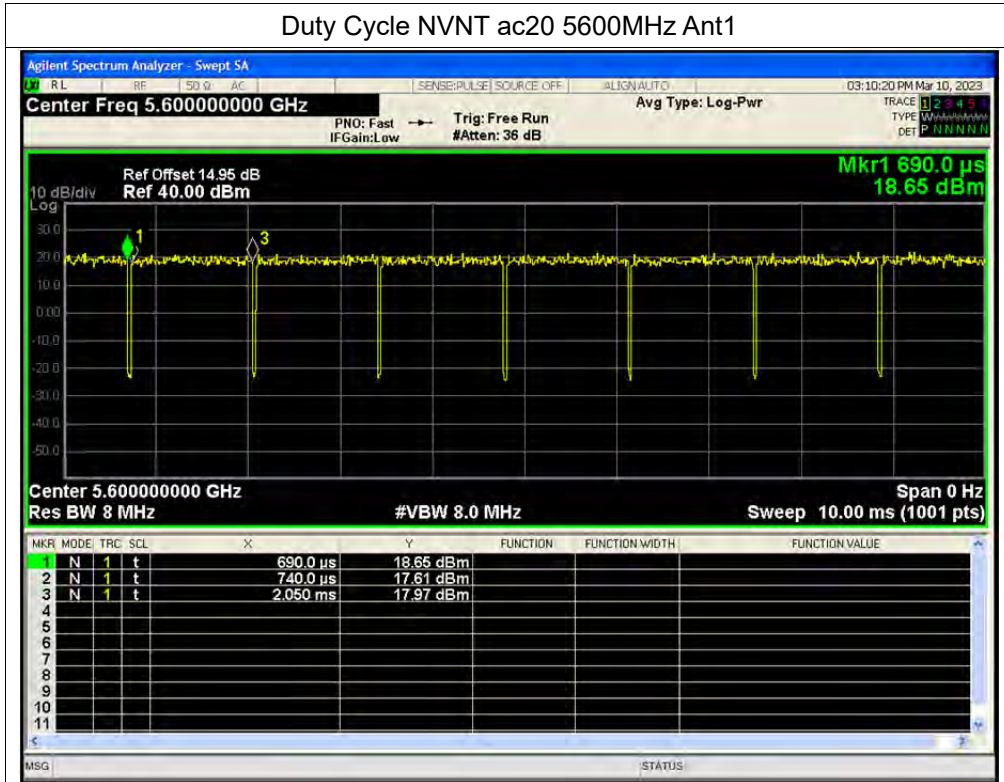 Duty Cycle NVNT ac20 5600MHz Ant1
Agilent Spectrum Analyzer - Swept SA
RL RF 50 Ω AC SENSE:PULSE SOURCE OFF ALIGNAUTO 03:10:20 PM Mar 10, 2023
Center Freq 5.600000000 GHz Avg Type: Log-Pwr TRACE 1 2 3 4 5
PNO: Fast Trig: Free Run TYPE W
IFGain:Low #Atten: 36 dB DET P N N N N N
Mkr1 690.0 µs
Ref Offset 14.95 dB 18.65 dBm
10 dB/div Ref 40.00 dBm
Log
30.0
1 3
20.0
10.0
0.00
-10.0
-20.0
-30.0
-40.0
-50.0
Center 5.600000000 GHz Span 0 Hz
Res BW 8 MHz #VBW 8.0 MHz Sweep 10.00 ms (1001 pts)
MKR MODE TRC SCL X Y FUNCTION FUNCTION WIDTH FUNCTION VALUE
1 N 1 t 690.0 µs 18.65 dBm
2 N 1 t 740.0 µs 17.61 dBm
3 N 1 t 2.050 ms 17.97 dBm
4
5
6
7
8
9
10
11
MSG STATUS